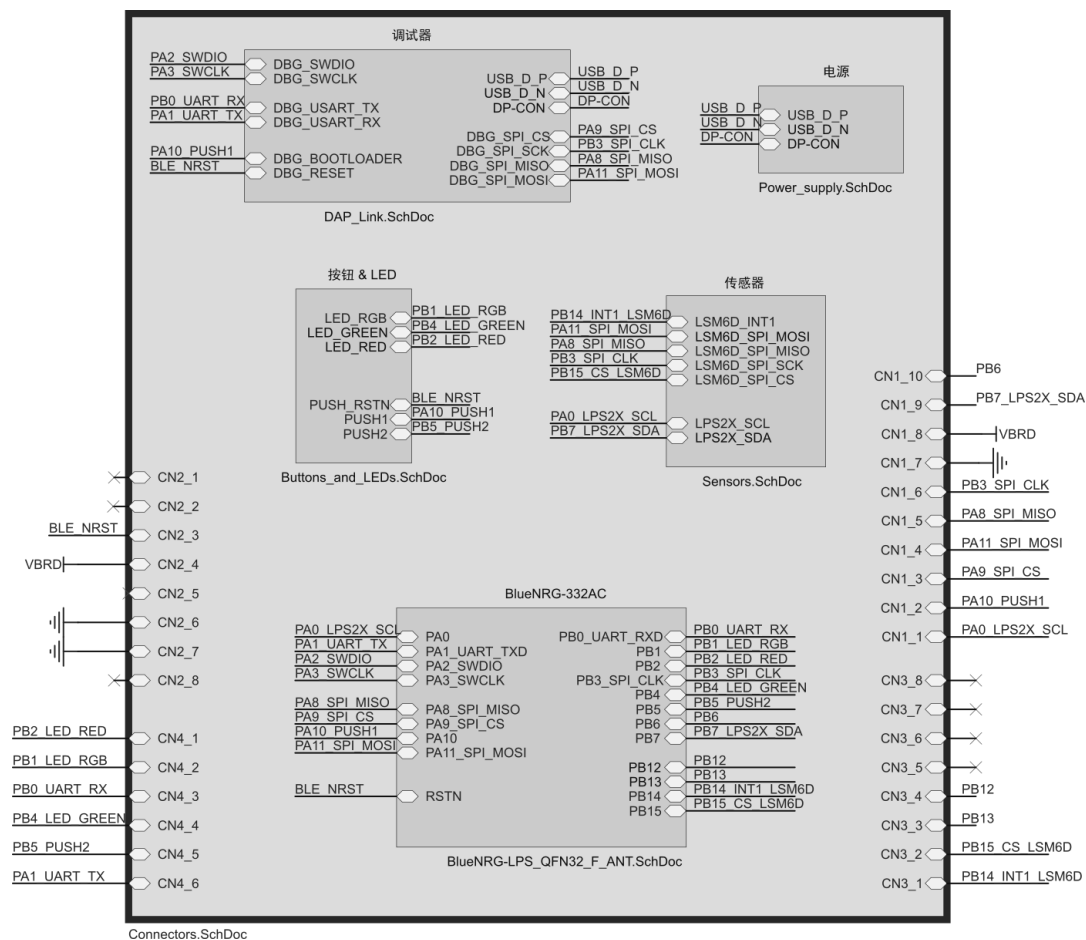 调试器
PA2_SWDIO
PA3_SWCLK
PB0_UART_RX
PA1_UART_TX
PA10_PUSH1
BLE_NRST
DBG_SWDIO
DBG_SWCLK
DBG_USART_TX
DBG_USART_RX
DBG_BOOTLOADER
DBG_RESET
USB_D_P
USB_D_N
DP-CON
DBG_SPI_CS
DBG_SPI_SCK
DBG_SPI_MISO
DBG_SPI_MOSI
USB_D_P
USB_D_N
DP-CON
PA9_SPI_CS
PB3_SPI_CLK
PA8_SPI_MISO
PA11_SPI_MOSI
DAP_Link.SchDoc
电源
USB_D_P
USB_D_N
DP-CON
USB_D_P
USB_D_N
DP-CON
Power_supply.SchDoc
按钮 & LED
LED_RGB
LED_GREEN
LED_RED
PUSH_RSTN
PUSH1
PUSH2
PB1_LED_RGB
PB4_LED_GREEN
PB2_LED_RED
BLE_NRST
PA10_PUSH1
PB5_PUSH2
Buttons_and_LEDs.SchDoc
传感器
PB14_INT1_LSM6D
PA11_SPI_MOSI
PA8_SPI_MISO
PB3_SPI_CLK
PB15_CS_LSM6D
PA0_LPS2X_SCL
PB7_LPS2X_SDA
LSM6D_INT1
LSM6D_SPI_MOSI
LSM6D_SPI_MISO
LSM6D_SPI_SCK
LSM6D_SPI_CS
LPS2X_SCL
LPS2X_SDA
Sensors.SchDoc
CN2_1
CN2_2
BLE_NRST CN2_3
VBRD CN2_4
CN2_5
CN2_6
CN2_7
CN2_8
PB2_LED_RED CN4_1
PB1_LED_RGB CN4_2
PB0_UART_RX CN4_3
PB4_LED_GREEN CN4_4
PB5_PUSH2 CN4_5
PA1_UART_TX CN4_6
BlueNRG-332AC
PA0_LPS2X_SCL
PA1_UART_TX
PA2_SWDIO
PA3_SWCLK
PA8_SPI_MISO
PA9_SPI_CS
PA10_PUSH1
PA11_SPI_MOSI
BLE_NRST
PA0
PA1_UART_TXD
PA2_SWDIO
PA3_SWCLK
PA8_SPI_MISO
PA9_SPI_CS
PA10
PA11_SPI_MOSI
RSTN
PB0_UART_RXD
PB1
PB2
PB3_SPI_CLK
PB4
PB5
PB6
PB7
PB12
PB13
PB14
PB15
PB0_UART_RX
PB1_LED_RGB
PB2_LED_RED
PB3_SPI_CLK
PB4_LED_GREEN
PB5_PUSH2
PB6
PB7_LPS2X_SDA
PB12
PB13
PB14_INT1_LSM6D
PB15_CS_LSM6D
BlueNRG-LPS_QFN32_F_ANT.SchDoc
CN1_10 PB6
CN1_9 PB7_LPS2X_SDA
CN1_8 VBRD
CN1_7
CN1_6 PB3_SPI_CLK
CN1_5 PA8_SPI_MISO
CN1_4 PA11_SPI_MOSI
CN1_3 PA9_SPI_CS
CN1_2 PA10_PUSH1
CN1_1 PA0_LPS2X_SCL
CN3_8
CN3_7
CN3_6
CN3_5
CN3_4 PB12
CN3_3 PB13
CN3_2 PB15_CS_LSM6D
CN3_1 PB14_INT1_LSM6D
Connectors.SchDoc